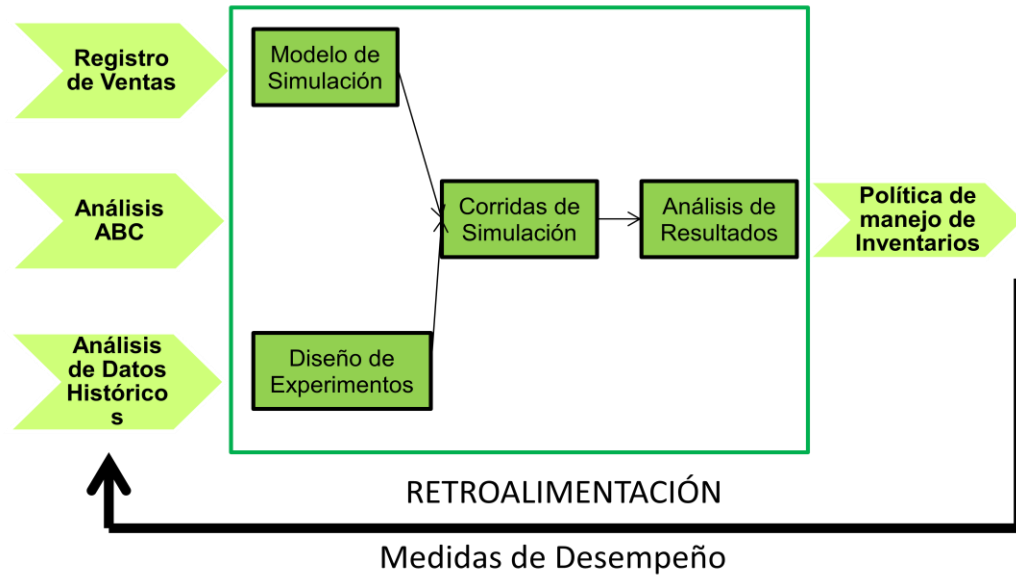 Registro
de Ventas
Modelo de
Simulación
Análisis
ABC
Corridas de
Simulación
Análisis de
Resultados
Política de
manejo de
Inventarios
Análisis
de Datos
Histórico
s
Diseño de
Experimentos
RETROALIMENTACIÓN
Medidas de Desempeño